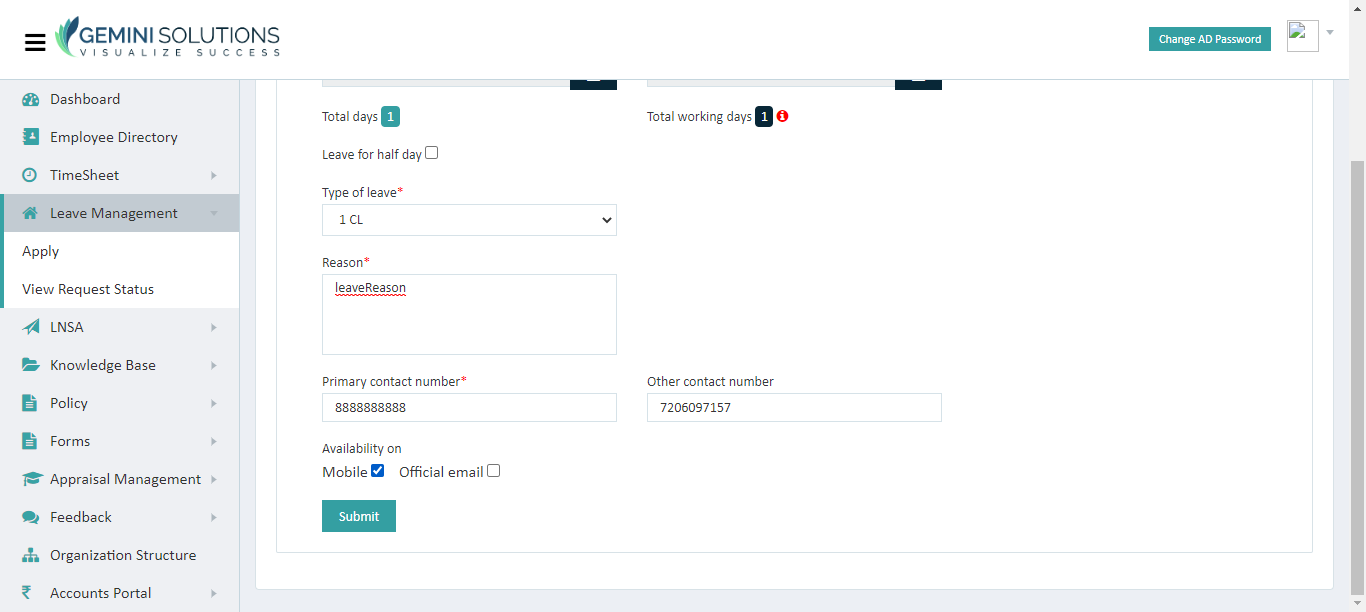 GEMINI SOLUTIONS
VISUALIZE SUCCESS
Change AD Password
Dashboard
Employee Directory
TimeSheet
Leave Management
Apply
View Request Status
LNSA
Knowledge Base
Policy
Forms
Appraisal Management
Feedback
Organization Structure
₹ Accounts Portal
Total days 1
Total working days 1
Leave for half day
Type of leave*
1 CL
Reason*
leaveReason
Primary contact number*
Other contact number
8888888888
7206097157
Availability on
Mobile Official email
Submit